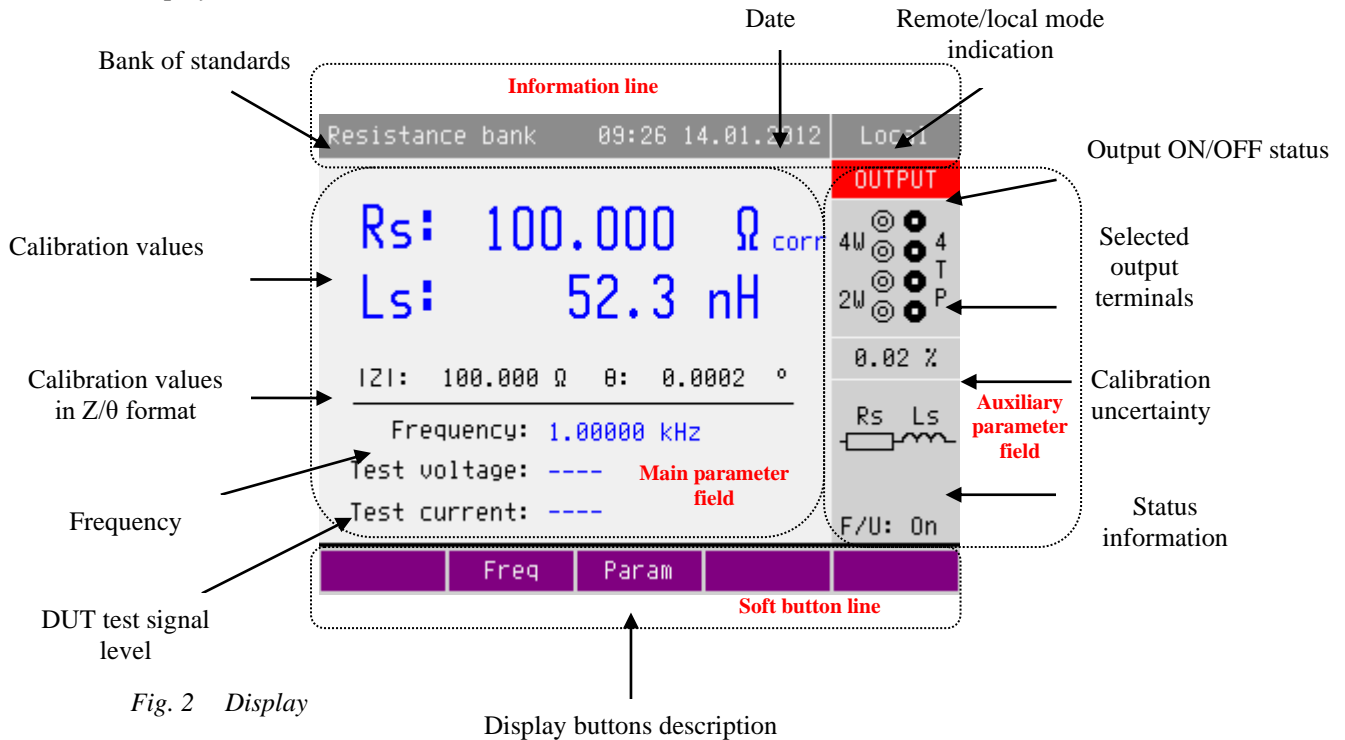 Date
Remote/local mode
indication
Bank of standards
Information line
Resistance bank 09:26 14.01.2012 Local
Output ON/OFF status
OUTPUT
Calibration values
Rs: 100.000 Ω corr
Ls: 52.3 nH
4W 4
T
2W P
Selected
output
terminals
0.02 %
Calibration values
in Z/θ format
|Z|: 100.000 Ω θ: 0.0002 °
Calibration
uncertainty
Rs Ls
Auxiliary
parameter
field
Frequency: 1.00000 kHz
Test voltage: ----
Test current: ----
Main parameter
field
Frequency
F/U: On
Status
information
Freq Param
Soft button line
DUT test signal
level
Fig. 2 Display
Display buttons description